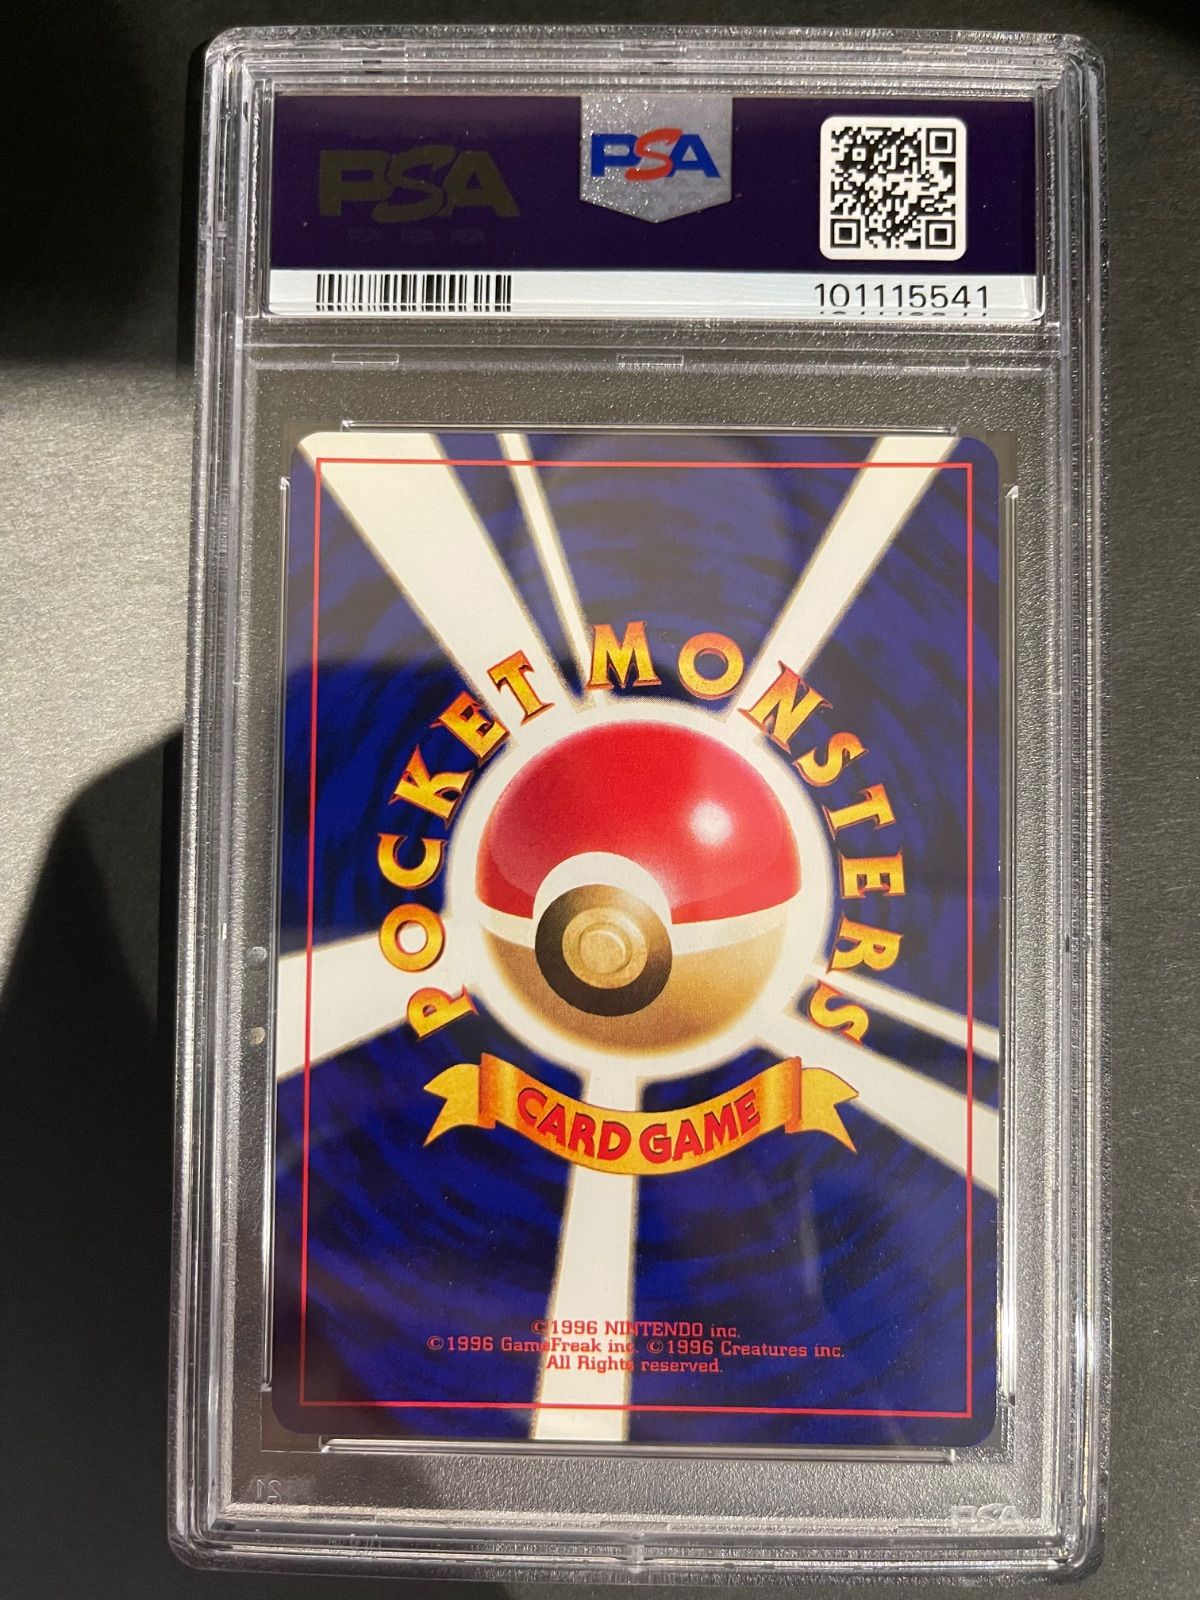 PSA
PSA
101115541
POCKET MONSTERS
CARD GAME
©1996 NINTENDO inc.
©1996 GameFreak inc. ©1996 Creatures inc.
All Rights reserved.
PSA